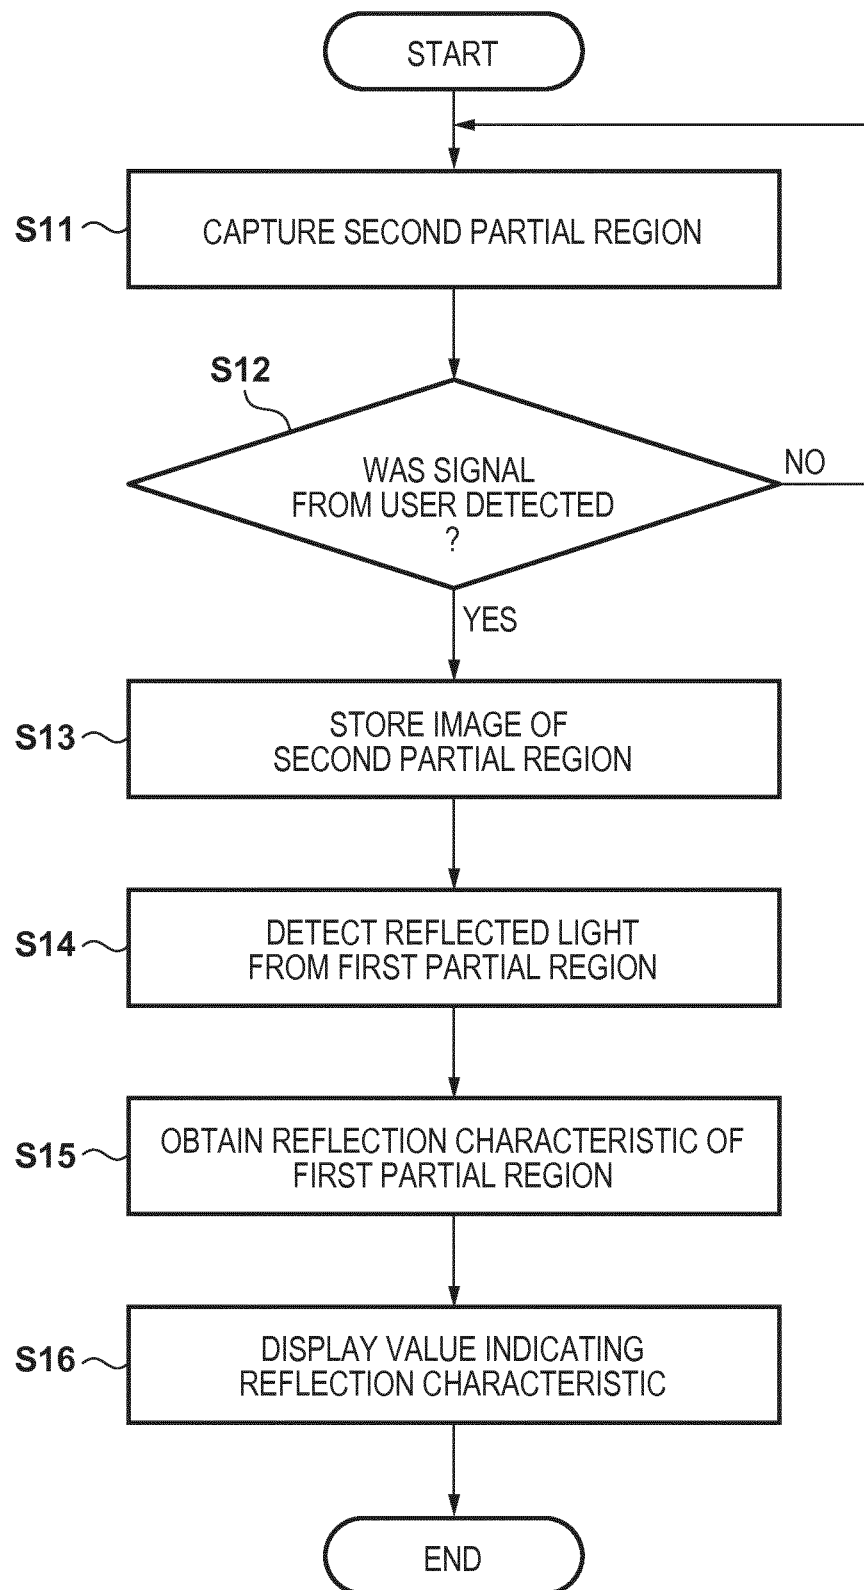 START
S11
CAPTURE SECOND PARTIAL REGION
S12
WAS SIGNAL
FROM USER DETECTED
?
NO
YES
S13
STORE IMAGE OF
SECOND PARTIAL REGION
S14
DETECT REFLECTED LIGHT
FROM FIRST PARTIAL REGION
S15
OBTAIN REFLECTION CHARACTERISTIC OF
FIRST PARTIAL REGION
S16
DISPLAY VALUE INDICATING
REFLECTION CHARACTERISTIC
END